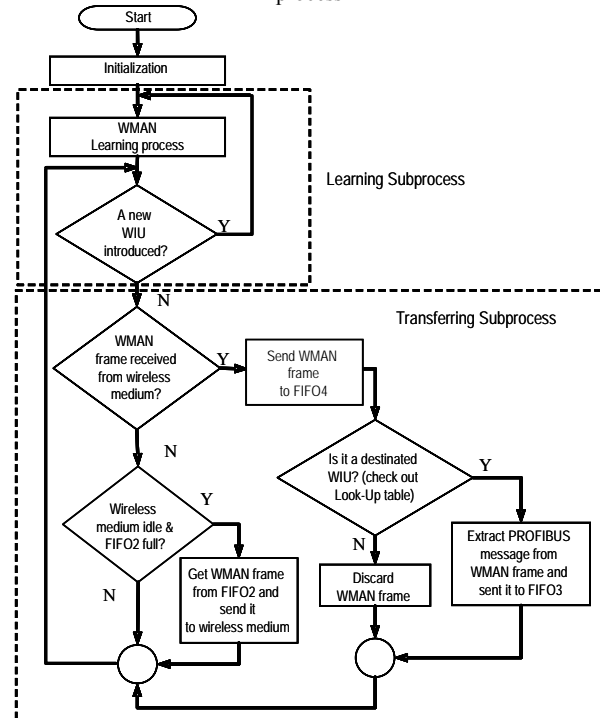 process
Start
Initialization
WMAN
Learning process
Learning Subprocess
A new
WIU
introduced?
Y
N
Transferring Subprocess
WMAN
frame received
from wireless
medium?
Y
Send WMAN
frame
to FIFO4
N
Is it a destinated
WIU? (check out
Look-Up table)
Y
Wireless
medium idle &
FIFO2 full?
Y
N
Extract PROFIBUS
message from
WMAN frame and
sent it to FIFO3
N
Get WMAN frame
from FIFO2 and
send it
to wireless medium
Discard
WMAN frame